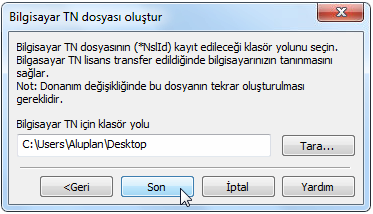 Bilgisayar TN dosyası oluştur
Bilgisayar TN dosyasının (*NslId) kayıt edileceği klasör yolunu seçin.
Bilgasayar TN lisans transfer edildiğinde bilgisayarınızın tanınmasını
sağlar.
Not: Donanım değişikliğinde bu dosyanın tekrar oluşturulması
gereklidir.
Bilgisayar TN için klasör yolu
C:\Users\Aluplan\Desktop
Tara...
<Geri
Son
İptal
Yardım